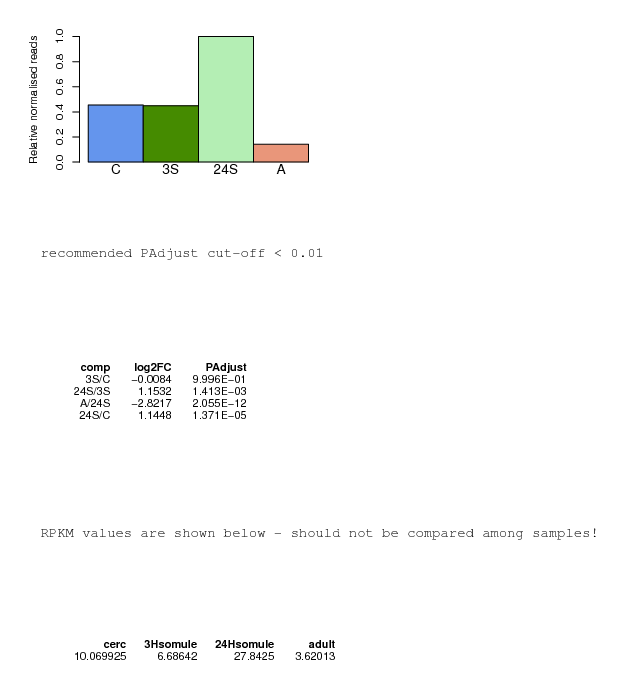 Relative normalised reads
1.0
0.8
0.6
0.4
0.2
0.0
C 3S 24S A
recommended PAdjust cut-off < 0.01
comp log2FC PAdjust
3S/C −0.0084 9.996E−01
24S/3S 1.1532 1.413E−03
A/24S −2.8217 2.055E−12
24S/C 1.1448 1.371E−05
RPKM values are shown below - should not be compared among samples!
cerc 3Hsomule 24Hsomule adult
10.069925 6.68642 27.8425 3.62013